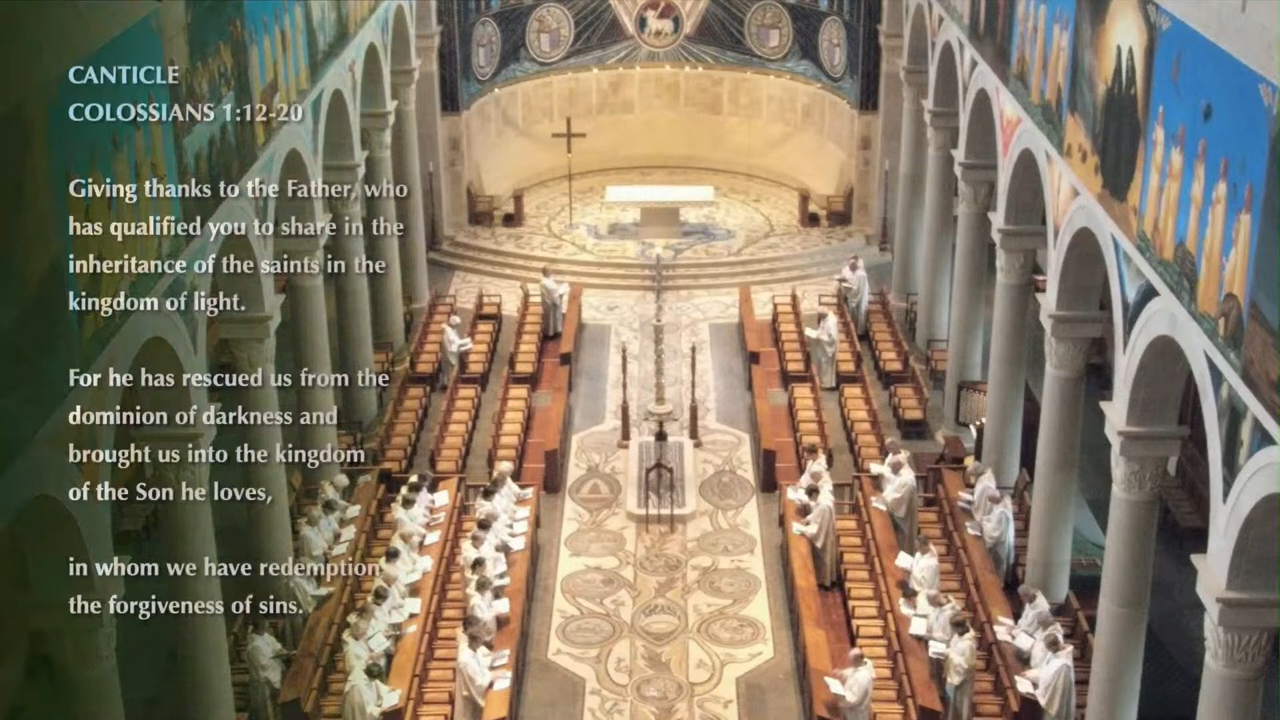 CANTICLE
COLOSSIANS 1:12-20
Giving thanks to the Father, who
has qualified you to share in the
inheritance of the saints in the
kingdom of light.
For he has rescued us from the
dominion of darkness and
brought us into the kingdom
of the Son he loves,
in whom we have redemption,
the forgiveness of sins.